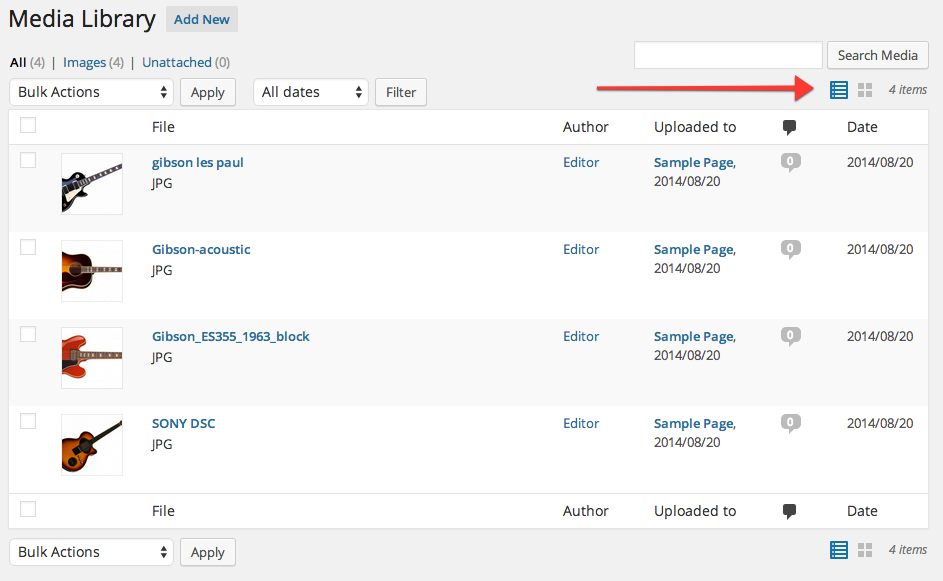 Media Library Add New
All (4) | Images (4) | Unattached (0)
Search Media
Bulk Actions Apply All dates Filter 4 items
File Author Uploaded to Date
gibson les paul Editor Sample Page, 0 2014/08/20
JPG 2014/08/20
Gibson-acoustic Editor Sample Page, 0 2014/08/20
JPG 2014/08/20
Gibson_ES355_1963_block Editor Sample Page, 0 2014/08/20
JPG 2014/08/20
SONY DSC Editor Sample Page, 0 2014/08/20
JPG 2014/08/20
File Author Uploaded to Date
Bulk Actions Apply 4 items